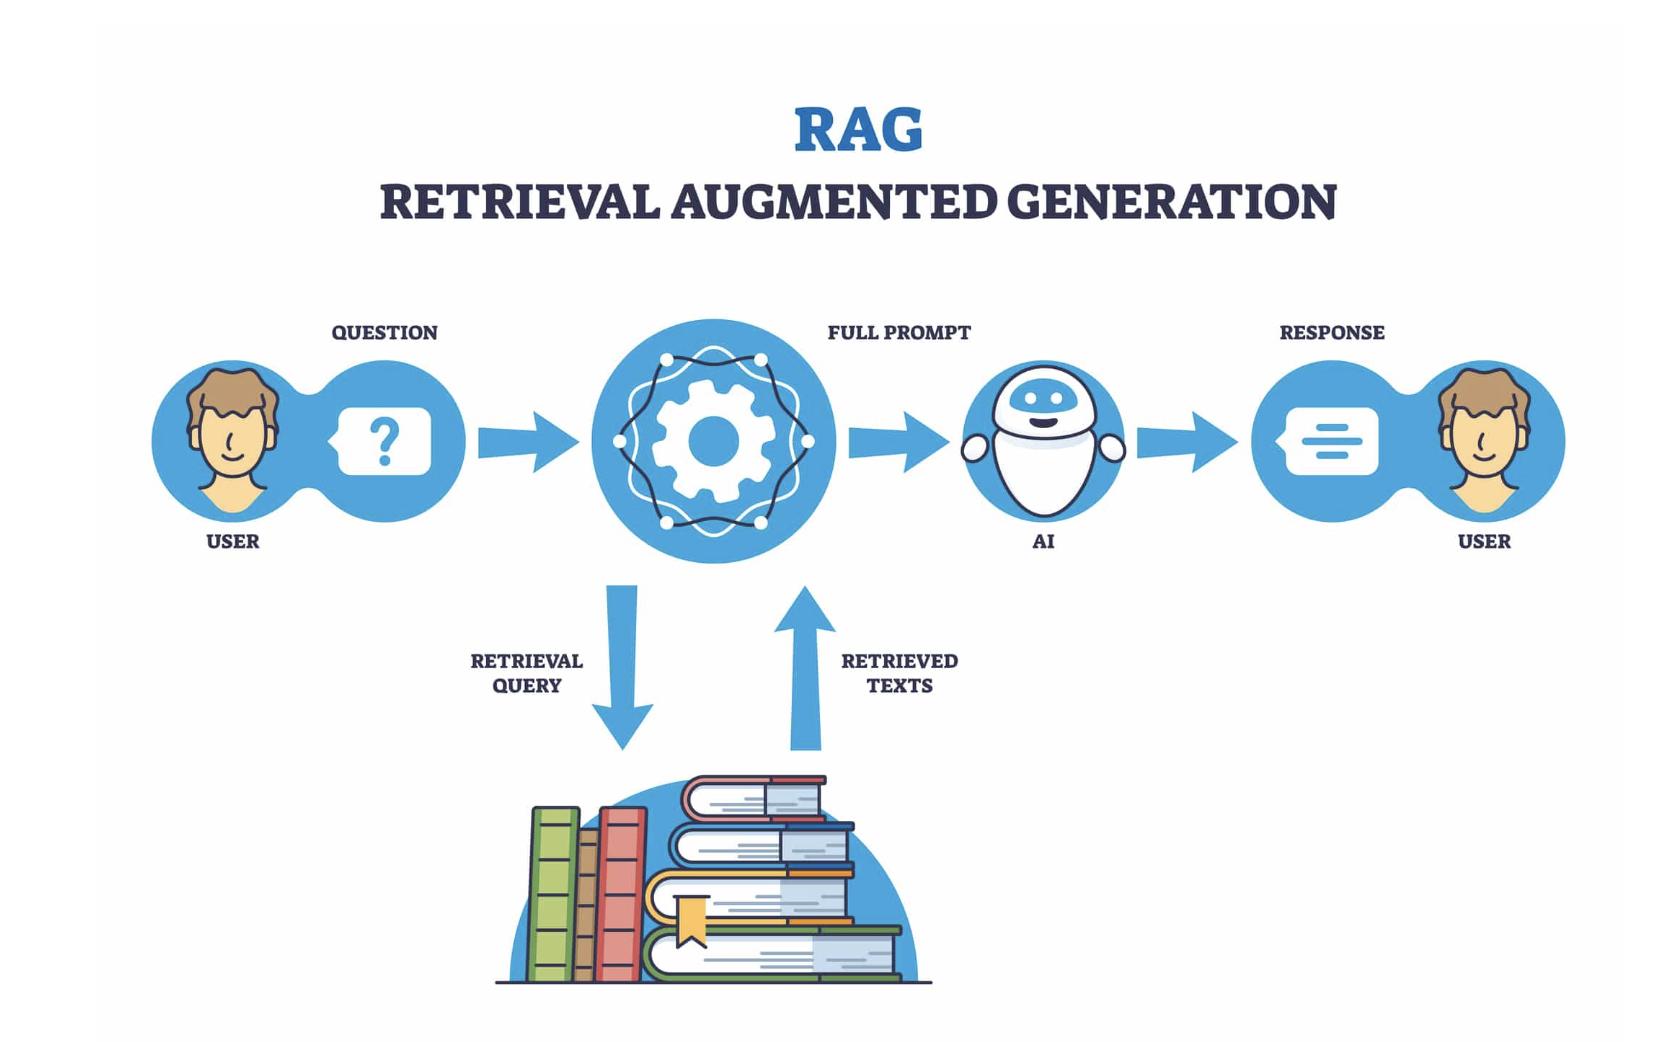 RAG
RETRIEVAL AUGMENTED GENERATION
QUESTION
FULL PROMPT
RESPONSE
?
USER
AI
USER
RETRIEVAL
QUERY
RETRIEVED
TEXTS